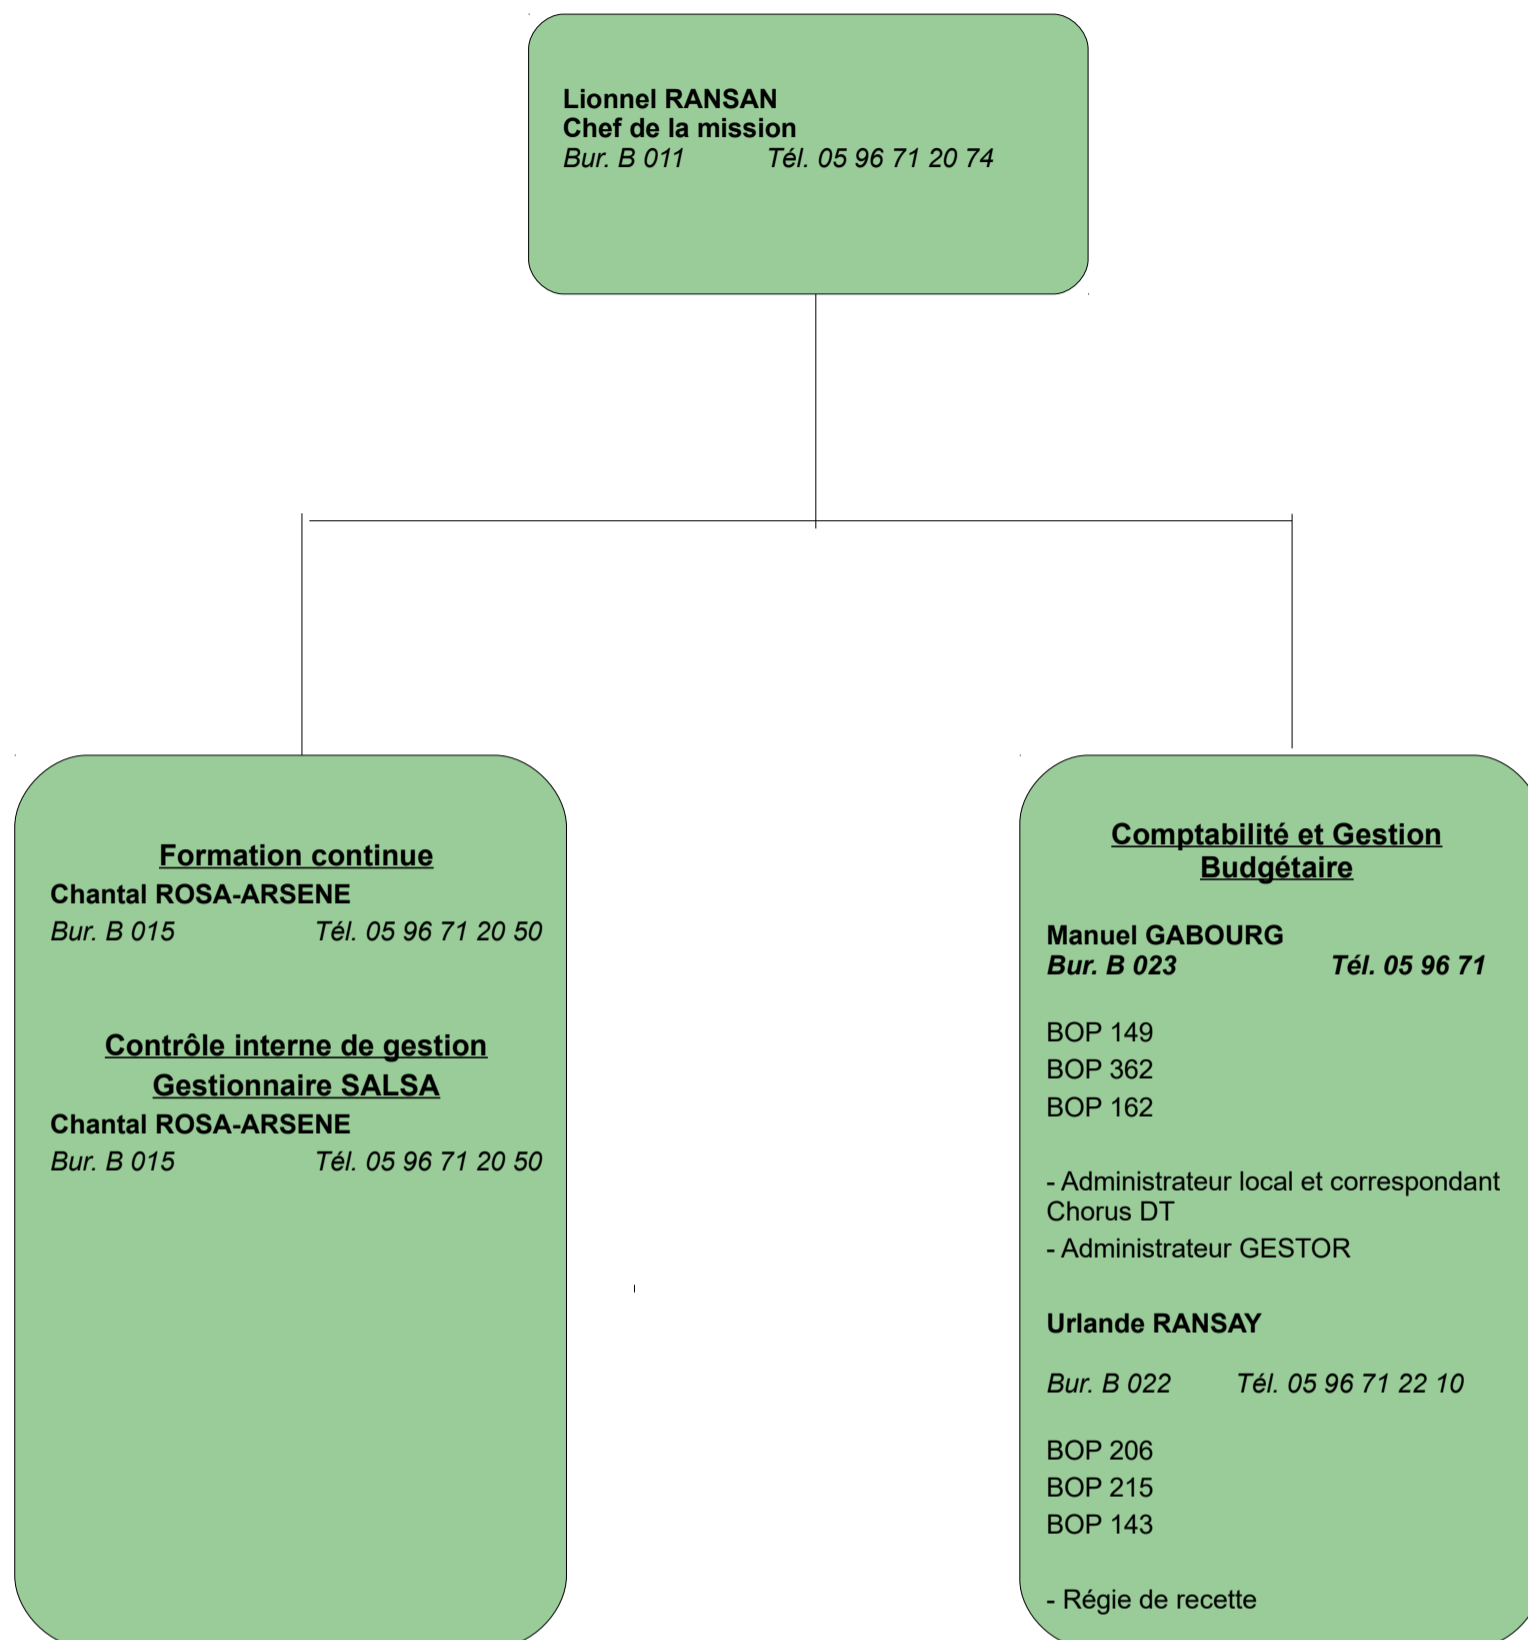 Lionnel RANSAN
Chef de la mission
Bur. B 011 Tél. 05 96 71 20 74
Formation continue
Chantal ROSA-ARSENE
Bur. B 015 Tél. 05 96 71 20 50
Contrôle interne de gestion
Gestionnaire SALSA
Chantal ROSA-ARSENE
Bur. B 015 Tél. 05 96 71 20 50
Comptabilité et Gestion
Budgétaire
Manuel GABOURG
Bur. B 023 Tél. 05 96 71
BOP 149
BOP 362
BOP 162
- Administrateur local et correspondant
Chorus DT
- Administrateur GESTOR
Urlande RANSAY
Bur. B 022 Tél. 05 96 71 22 10
BOP 206
BOP 215
BOP 143
- Régie de recette